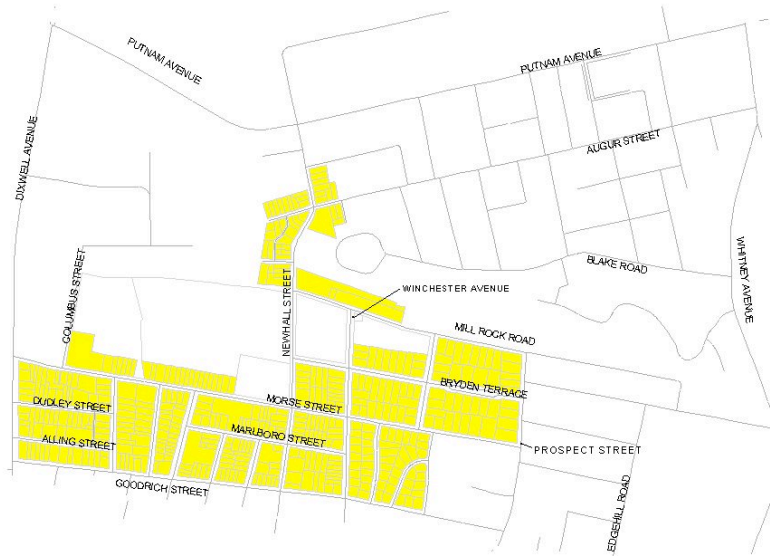 PUTNAM AVENUE
PUTNAM AVENUE
DIXWELL AVENUE
AUGUR STREET
COLUMBUS STREET
NEWHALL STREET
BLAKE ROAD
WHITNEY AVENUE
WINCHESTER AVENUE
MILL ROCK ROAD
BRYDEN TERRACE
MORSE STREET
DUDLEY STREET
MARLBORO STREET
ALLING STREET
PROSPECT STREET
GOODRICH STREET
EDGEHILL ROAD